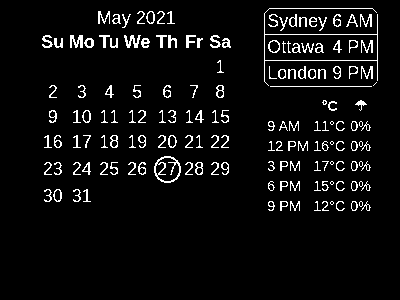 May 2021
Su Mo Tu We Th Fr Sa
1
2 3 4 5 6 7 8
9 10 11 12 13 14 15
16 17 18 19 20 21 22
23 24 25 26 27 28 29
30 31
Sydney 6 AM
Ottawa 4 PM
London 9 PM
°C ☂
9 AM 11°C 0%
12 PM 16°C 0%
3 PM 17°C 0%
6 PM 15°C 0%
9 PM 12°C 0%